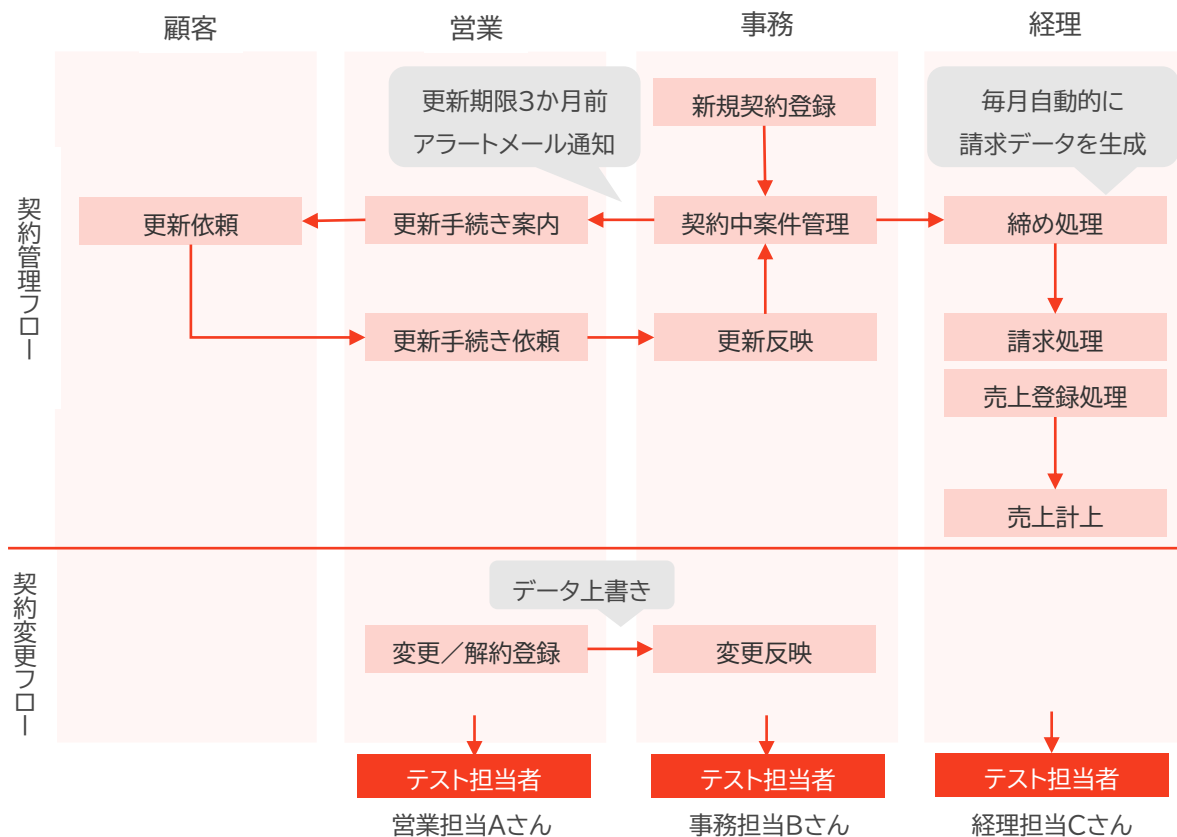 顧客
営業
事務
経理
更新期限3か月前
アラートメール通知
新規契約登録
毎月自動的に
請求データを生成
契約管理フロー
更新依頼
更新手続き案内
契約中案件管理
締め処理
更新手続き依頼
更新反映
請求処理
売上登録処理
売上計上
契約変更フロー
データ上書き
変更／解約登録
変更反映
テスト担当者
テスト担当者
テスト担当者
営業担当Aさん
事務担当Bさん
経理担当Cさん